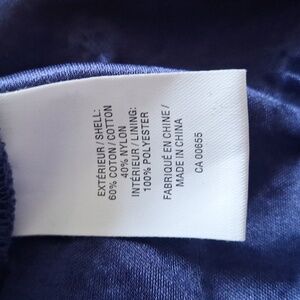 EXTÉRIEUR / SHELL:
60% COTON / COTTON
40% NYLON
INTÉRIEUR / LINING:
100% POLYESTER
FABRIQUÉ EN CHINE /
MADE IN CHINA
CA 00655